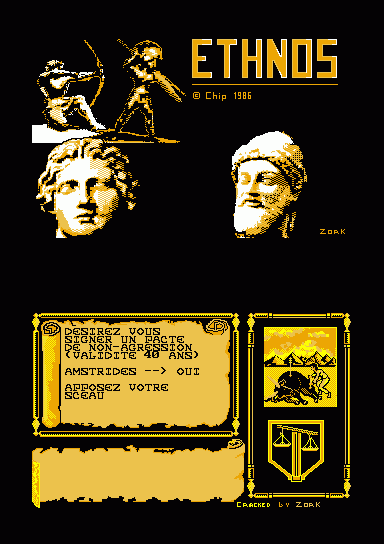 ETHNOS
© Chip 1986
ZorK
DESIREZ VOUS
SIGNER UN PACTE
DE NON-AGRESSION
(VALIDITE 40 ANS)
AMSTRIDES --> OUI
APPOSEZ VOTRE
SCEAU
Cracked by ZorK